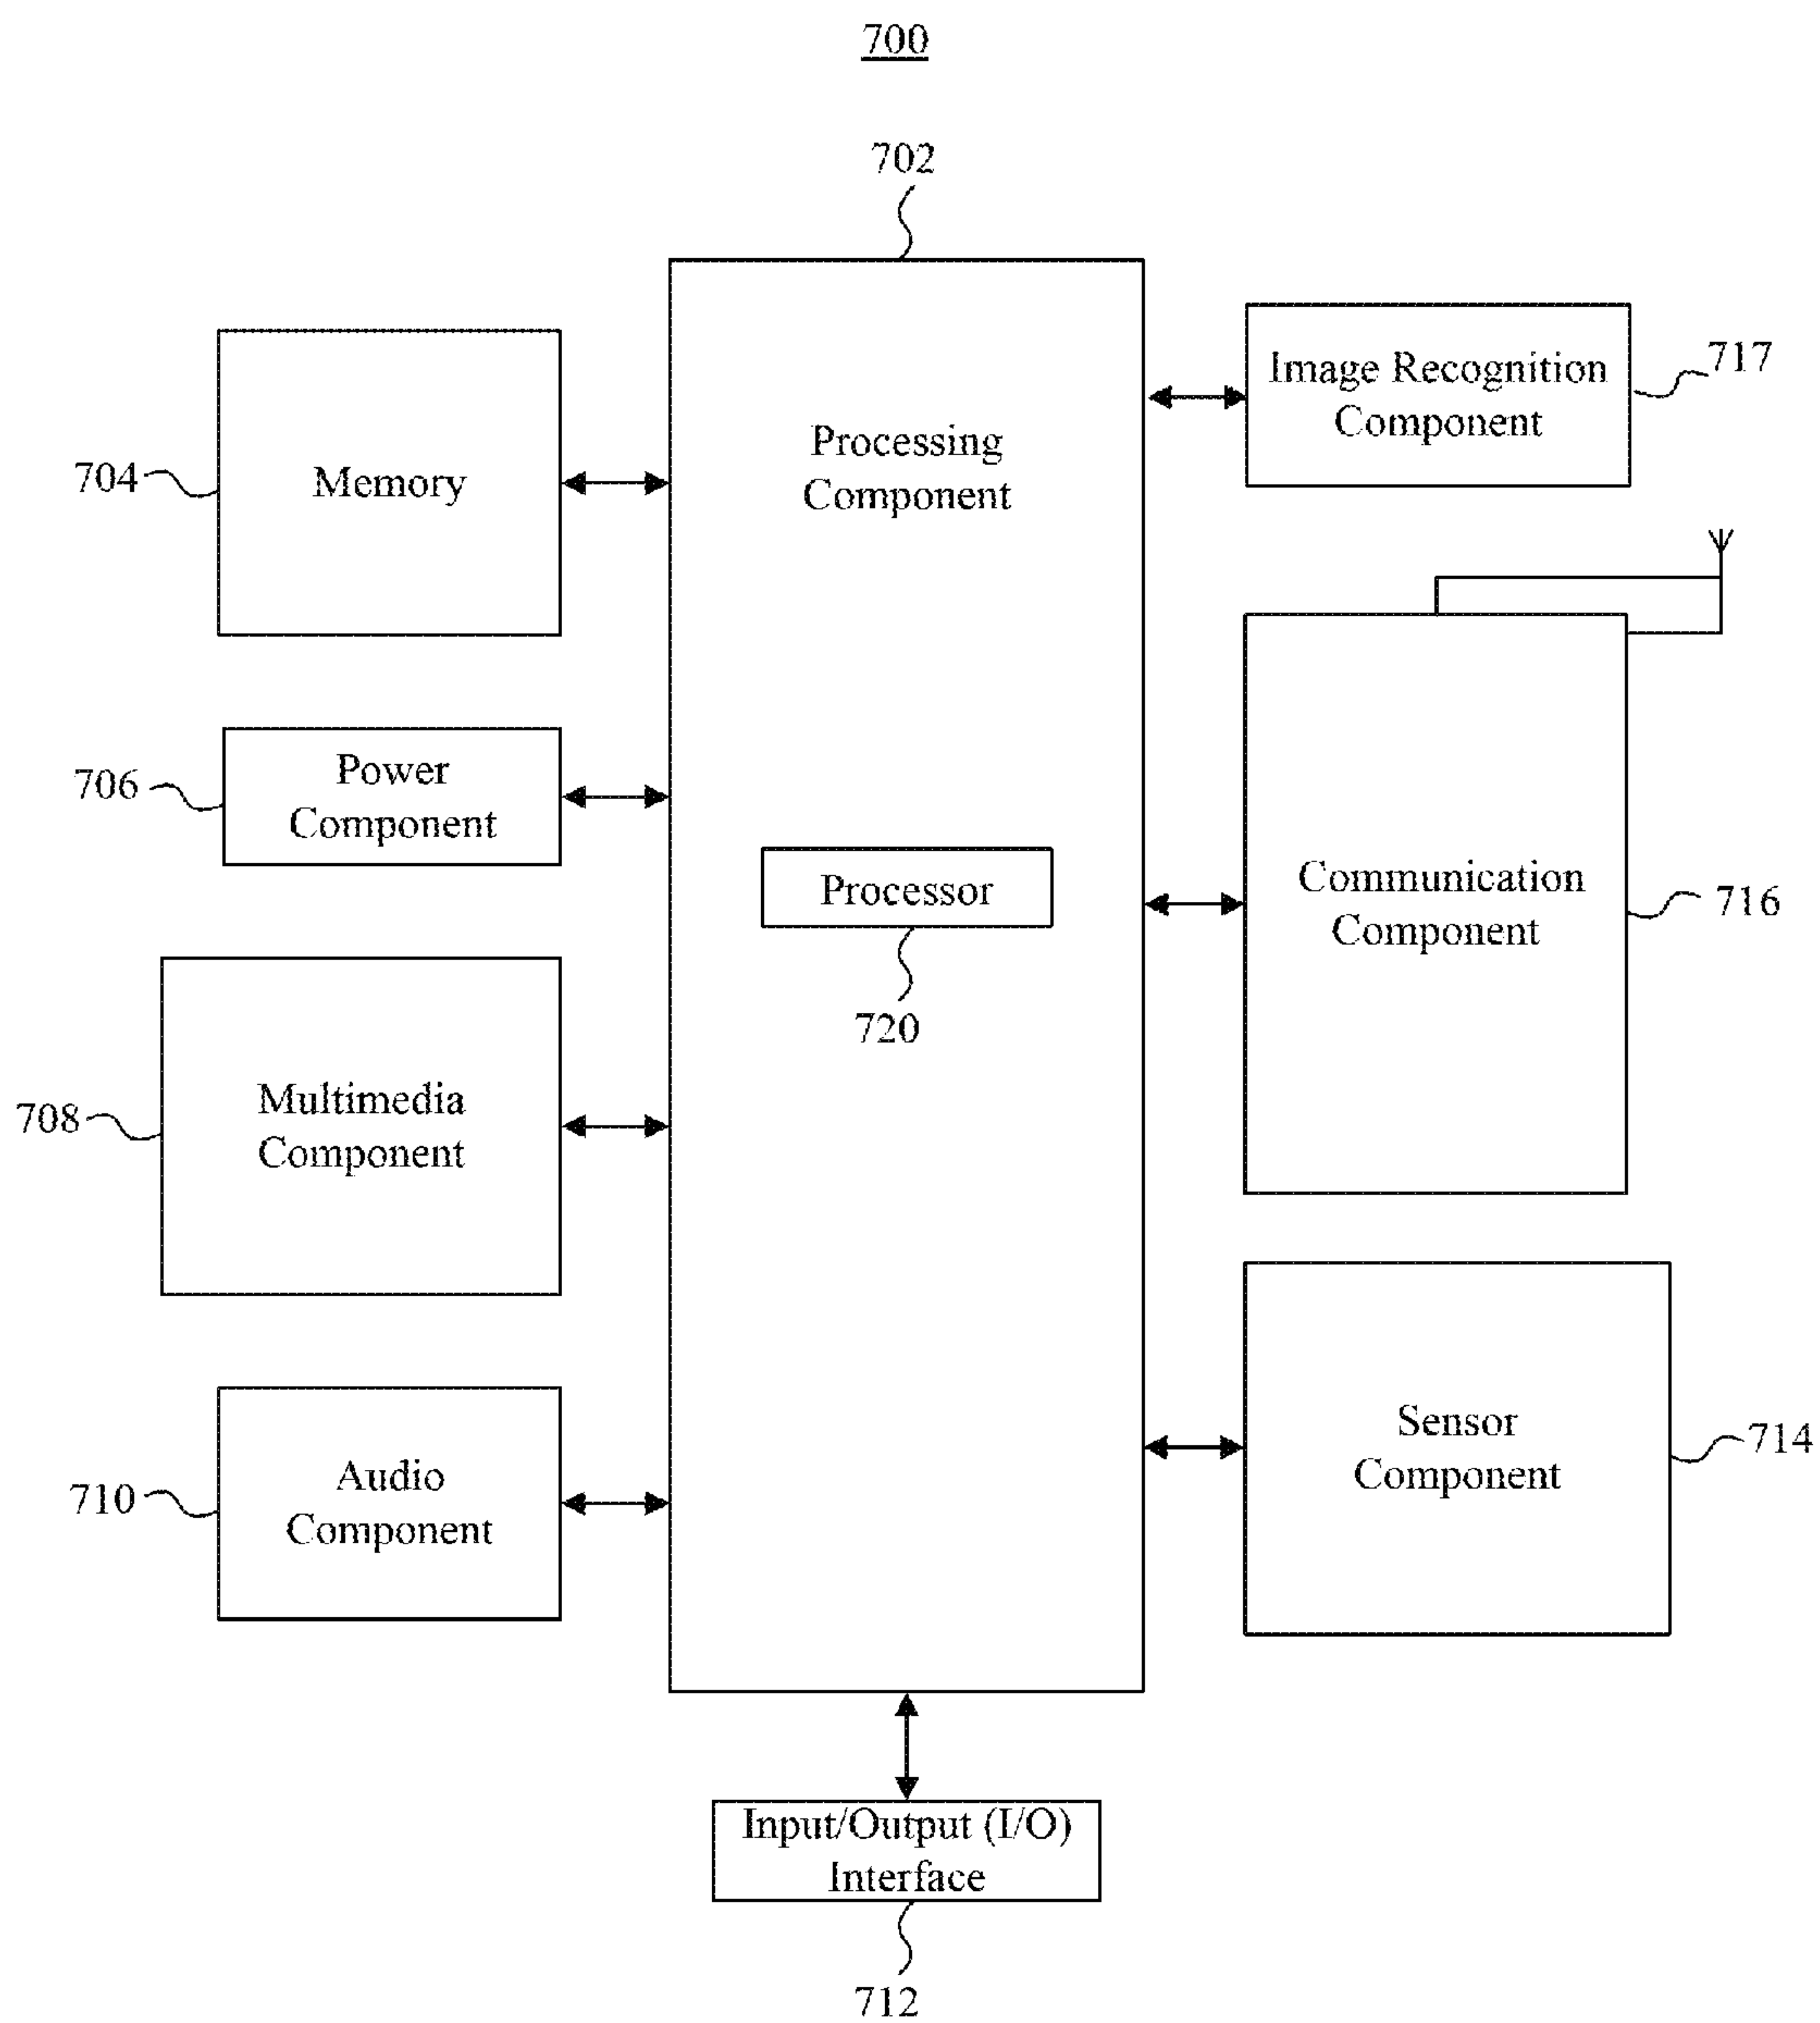 700
702
Image Recognition
Component
717
704
Memory
Processing
Component
706
Power
Component
Processor
720
Communication
Component
716
708
Multimedia
Component
710
Audio
Component
Sensor
Component
714
Input/Output (I/O)
Interface
712